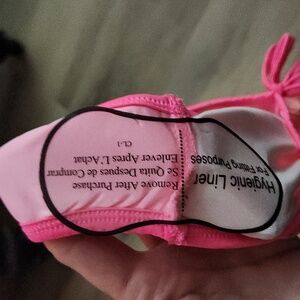 Hygienic Liner
For Fitting Purposes
Remove After Purchase
Se Quita Despues de Comprar
Enlever Apres L'Achat
CL-1